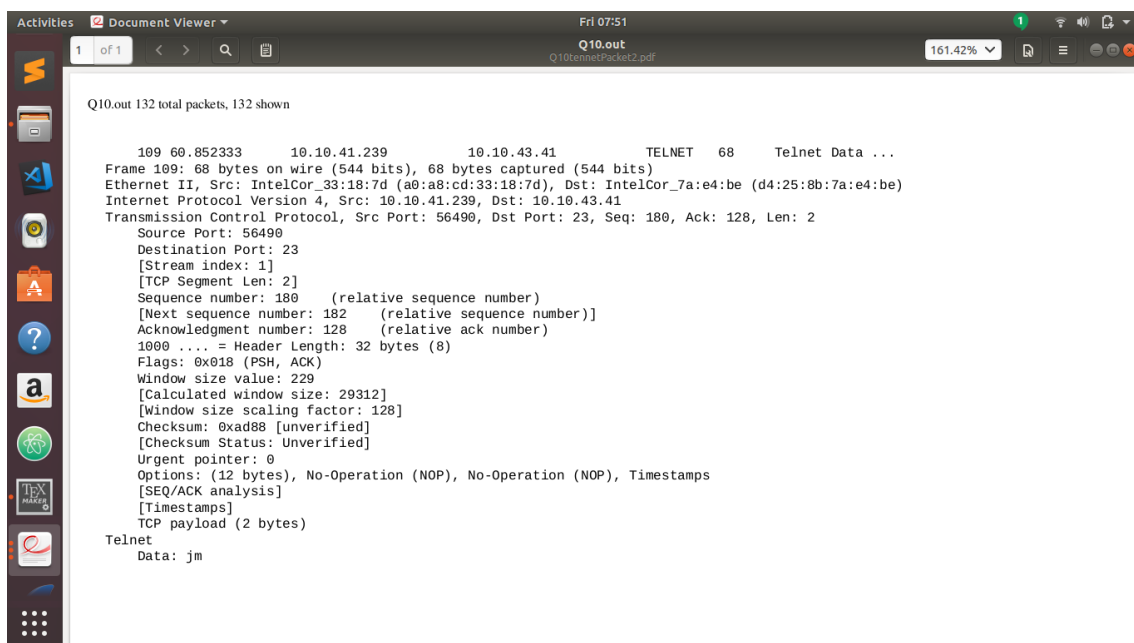 Activities Document Viewer Fri 07:51 1
1 of 1 Q10.out 161.42%
Q10tennetPacket2.pdf
Q10.out 132 total packets, 132 shown
109 60.852333 10.10.41.239 10.10.43.41 TELNET 68 Telnet Data ...
Frame 109: 68 bytes on wire (544 bits), 68 bytes captured (544 bits)
Ethernet II, Src: IntelCor_33:18:7d (a0:a8:cd:33:18:7d), Dst: IntelCor_7a:e4:be (d4:25:8b:7a:e4:be)
Internet Protocol Version 4, Src: 10.10.41.239, Dst: 10.10.43.41
Transmission Control Protocol, Src Port: 56490, Dst Port: 23, Seq: 180, Ack: 128, Len: 2
Source Port: 56490
Destination Port: 23
[Stream index: 1]
[TCP Segment Len: 2]
Sequence number: 180 (relative sequence number)
[Next sequence number: 182 (relative sequence number)]
Acknowledgment number: 128 (relative ack number)
1000 .... = Header Length: 32 bytes (8)
Flags: 0x018 (PSH, ACK)
Window size value: 229
[Calculated window size: 29312]
[Window size scaling factor: 128]
Checksum: 0xad88 [unverified]
[Checksum Status: Unverified]
Urgent pointer: 0
Options: (12 bytes), No-Operation (NOP), No-Operation (NOP), Timestamps
[SEQ/ACK analysis]
[Timestamps]
TCP payload (2 bytes)
Telnet
Data: jm
?
a
TEX
MAKER